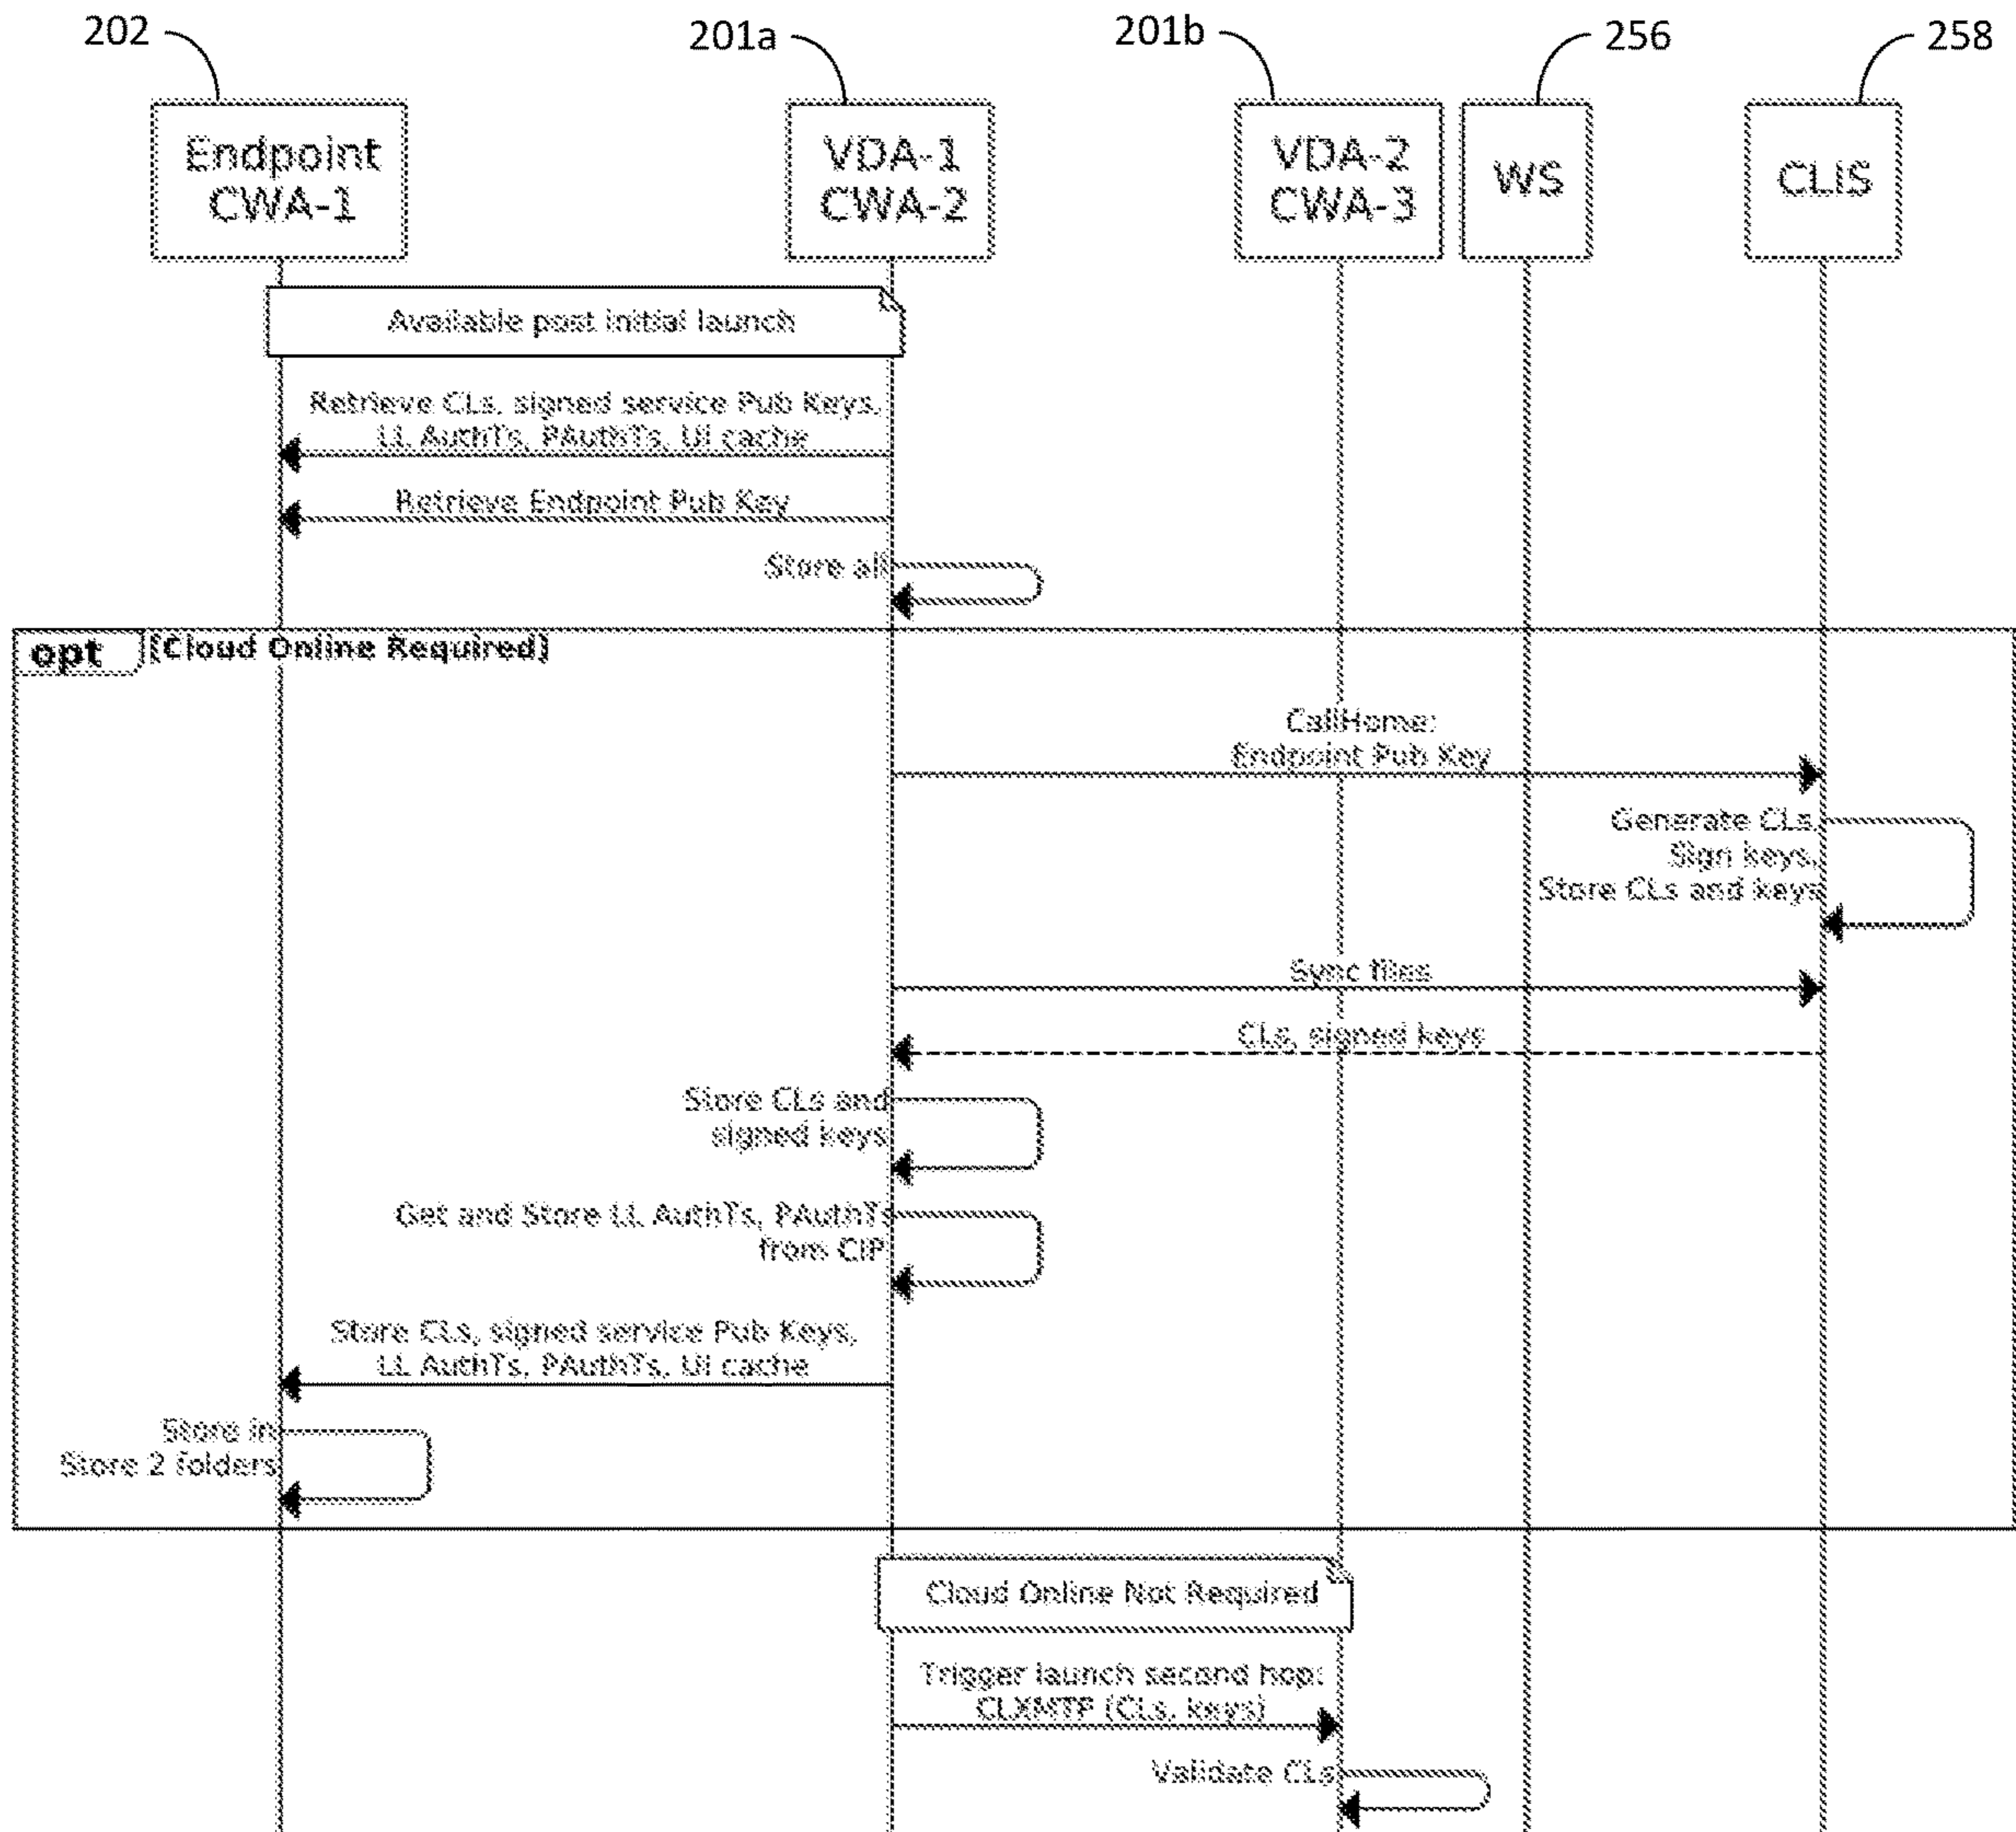 202
201a
201b
256
258
Endpoint
CWA-1
VDA-1
CWA-2
VDA-2
CWA-3
WS
CLIS
Available post initial launch
Retrieve CLs, signed service Pub Keys,
LL AuthTs, PAuthTs, UI cache
Retrieve Endpoint Pub Key
Store all
opt
[Cloud Online Required]
CallHome:
Endpoint Pub Key
Generate CLs,
Sign keys,
Store CLs and keys
Sync files
CLs, signed keys
Store CLs and
signed keys
Get and Store LL AuthTs, PAuthTs
from CIP
Store CLs, signed service Pub Keys,
LL AuthTs, PAuthTs, UI cache
Store in
Store 2 folders
Cloud Online Not Required
Trigger launch second hop:
CLXMTP (CLs, keys)
Validate CLs